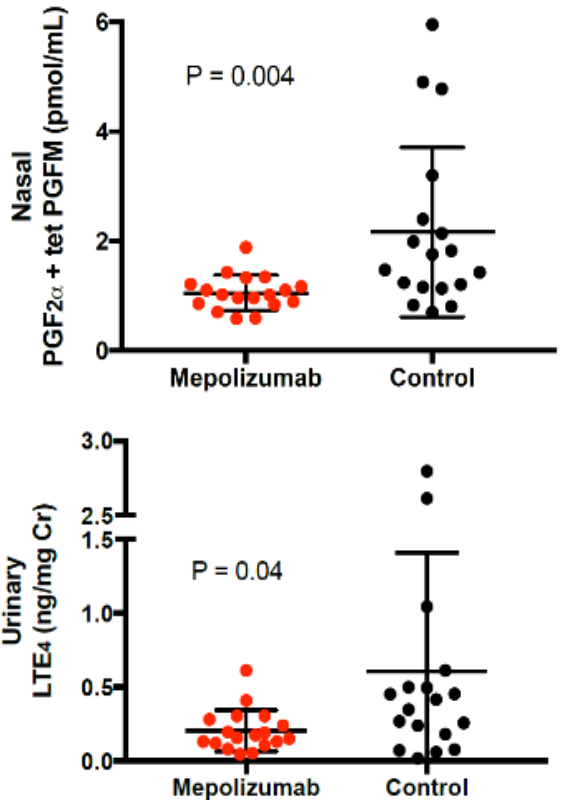 Nasal
PGF2α + tet PGFM (pmol/mL)
6
4
2
0
P = 0.004
Mepolizumab Control
Urinary
LTE4 (ng/mg Cr)
3.0
2.5
1.5
1.0
0.5
0.0
P = 0.04
Mepolizumab Control